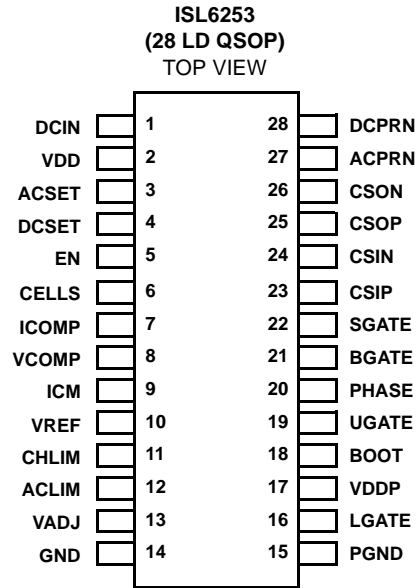 ISL6253
(28 LD QSOP)
TOP VIEW
DCIN 1 28 DCPRN
VDD 2 27 ACPRN
ACSET 3 26 CSON
DCSET 4 25 CSOP
EN 5 24 CSIN
CELLS 6 23 CSIP
ICOMP 7 22 SGATE
VCOMP 8 21 BGATE
ICM 9 20 PHASE
VREF 10 19 UGATE
CHLIM 11 18 BOOT
ACLIM 12 17 VDDP
VADJ 13 16 LGATE
GND 14 15 PGND